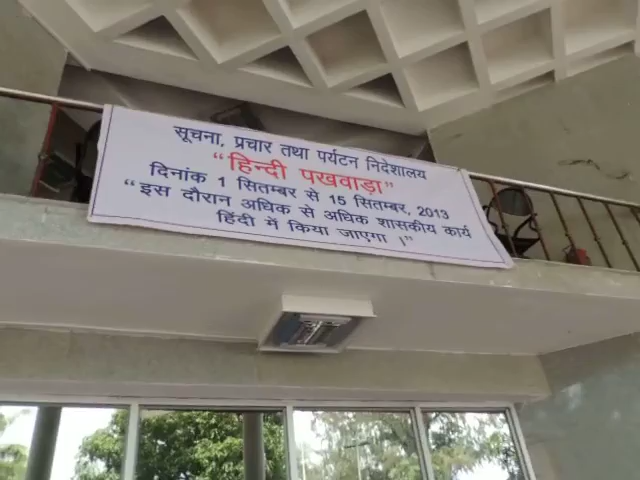 सूचना, प्रचार तथा पर्यटन निदेशालय
“हिन्दी पखवाड़ा”
दिनांक 1 सितम्बर से 15 सितम्बर, 2013
“इस दौरान अधिक से अधिक शासकीय कार्य
हिंदी में किया जाएगा ।”